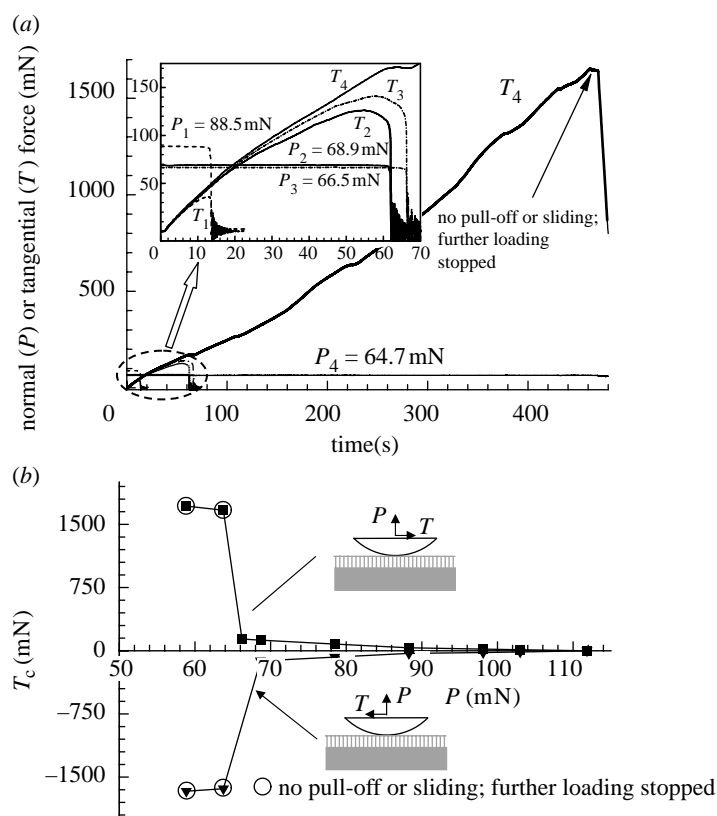 (a)
normal (P) or tangential (T) force (mN)
1500
1000
500
0
0 100 200 300 400
time(s)
T4
no pull-off or sliding;
further loading
stopped
P4 = 64.7 mN
150
100
50
0
0 10 20 30 40 50 60 70
T4
T3
T2
P1 = 88.5 mN
P2 = 68.9 mN
P3 = 66.5 mN
T1
(b)
Tc (mN)
1500
750
0
–750
–1500
50 60 70 80 90 100 110
P (mN)
P
T
T
P
no pull-off or sliding; further loading stopped